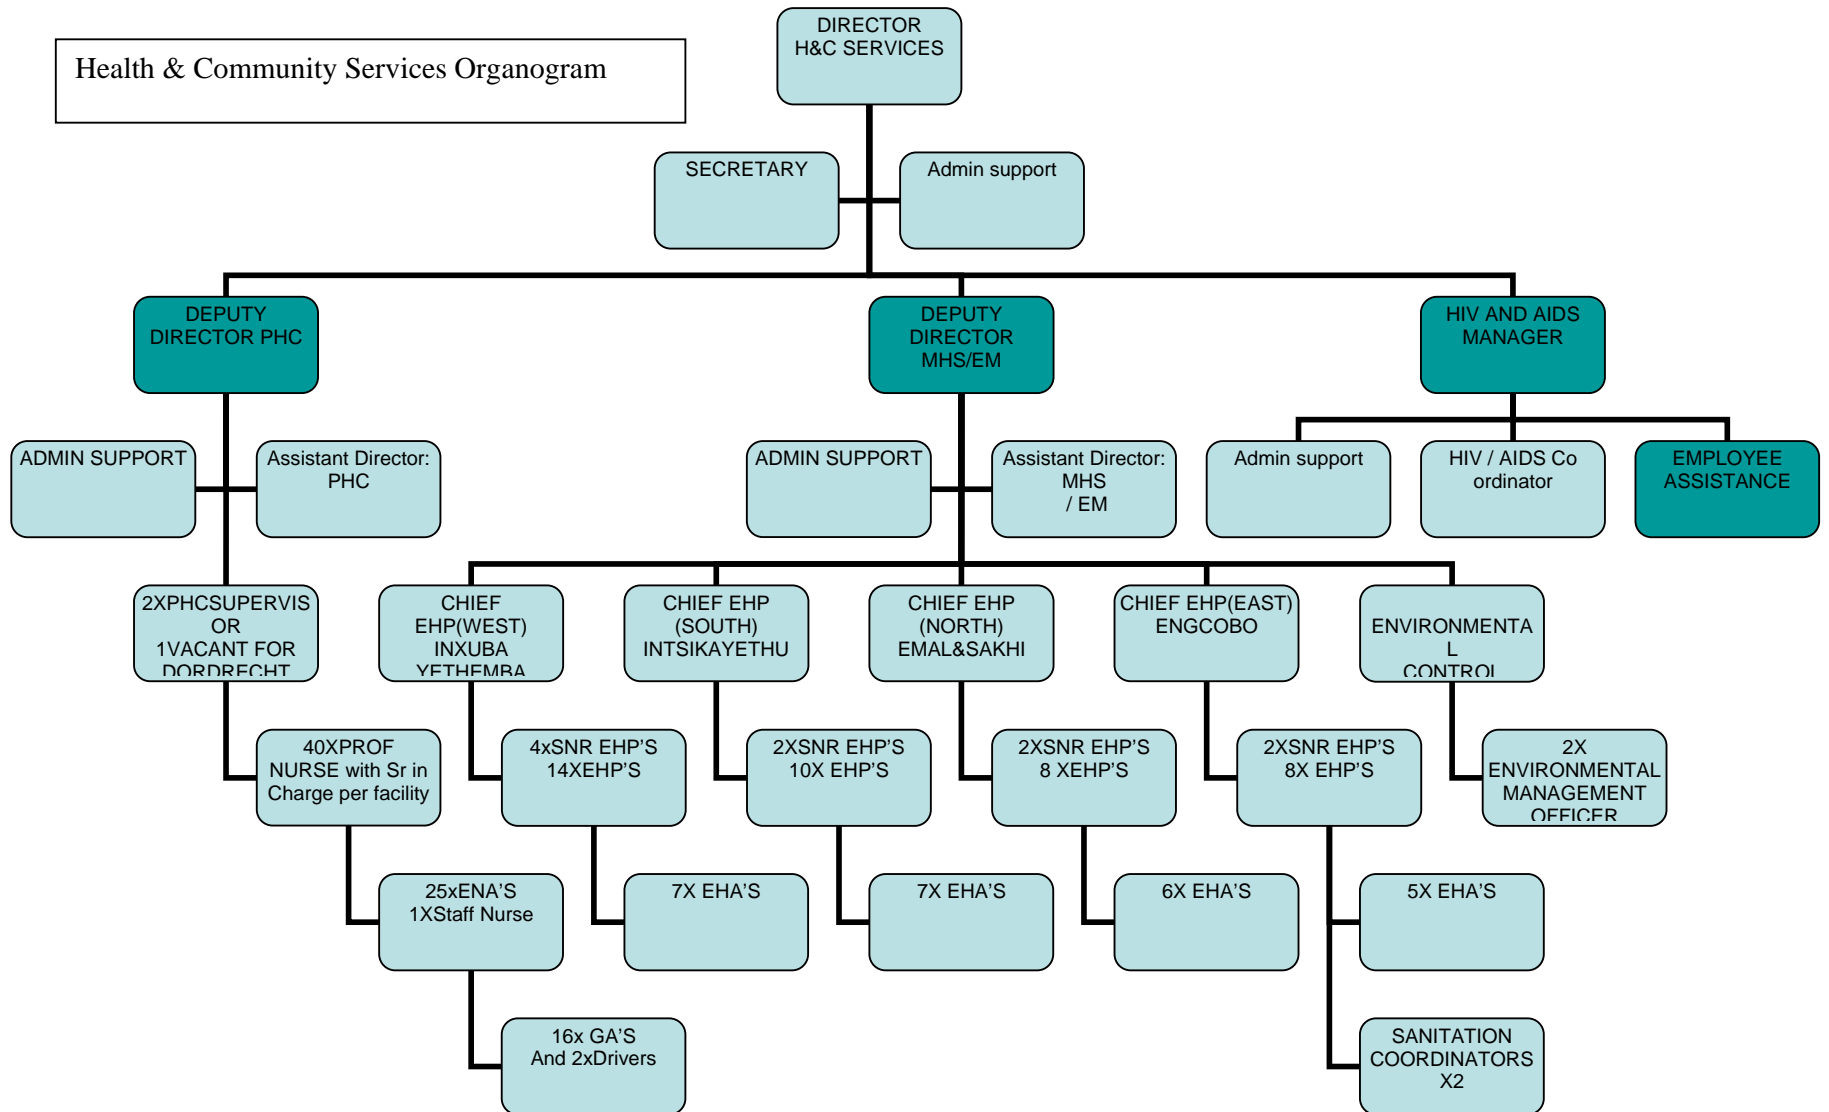 Health & Community Services Organogram
DIRECTOR
H&C SERVICES
SECRETARY
Admin support
DEPUTY
DIRECTOR PHC
DEPUTY
DIRECTOR
MHS/EM
HIV AND AIDS
MANAGER
ADMIN SUPPORT
Assistant Director:
PHC
ADMIN SUPPORT
Assistant Director:
MHS
/ EM
Admin support
HIV / AIDS Co
ordinator
EMPLOYEE
ASSISTANCE
2XPHCSUPERVIS
OR
1VACANT FOR
DORDRECHT
CHIEF
EHP(WEST)
INXUBA
YETHEMBA
CHIEF EHP
(SOUTH)
INTSIKAYETHU
CHIEF EHP
(NORTH)
EMAL&SAKHI
CHIEF EHP(EAST)
ENGCOBO
ENVIRONMENTA
L
CONTROL
40XPROF
NURSE with Sr in
Charge per facility
4xSNR EHP’S
14XEHP’S
2XSNR EHP’S
10X EHP’S
2XSNR EHP’S
8 XEHP’S
2XSNR EHP’S
8X EHP’S
2X
ENVIRONMENTAL
MANAGEMENT
OFFICER
25xENA’S
1XStaff Nurse
7X EHA’S
7X EHA’S
6X EHA’S
5X EHA’S
16x GA’S
And 2xDrivers
SANITATION
COORDINATORS
X2